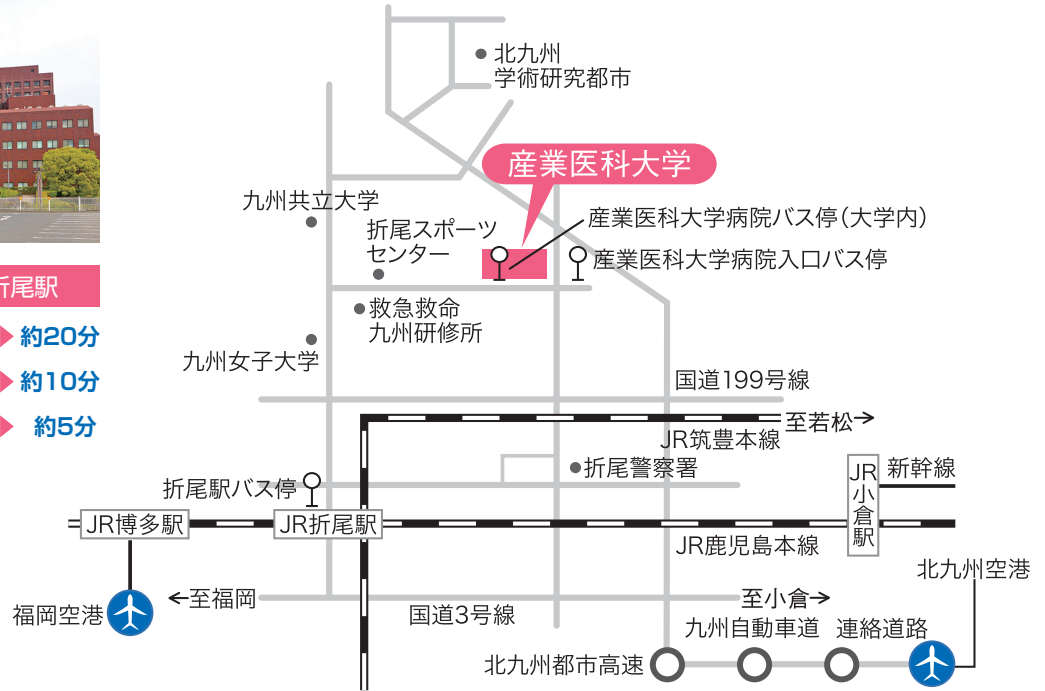 北九州
学術研究都市
産業医科大学
九州共立大学
折尾スポーツ
センター
産業医科大学病院バス停（大学内）
産業医科大学病院入口バス停
折尾駅
約20分
約10分
約5分
救急救命
九州研修所
九州女子大学
国道199号線
至若松→
JR筑豊本線
折尾警察署
折尾駅バス停
JR小倉駅
新幹線
JR博多駅
JR折尾駅
JR鹿児島本線
北九州空港
←至福岡
至小倉→
福岡空港
国道3号線
九州自動車道
連絡道路
北九州都市高速